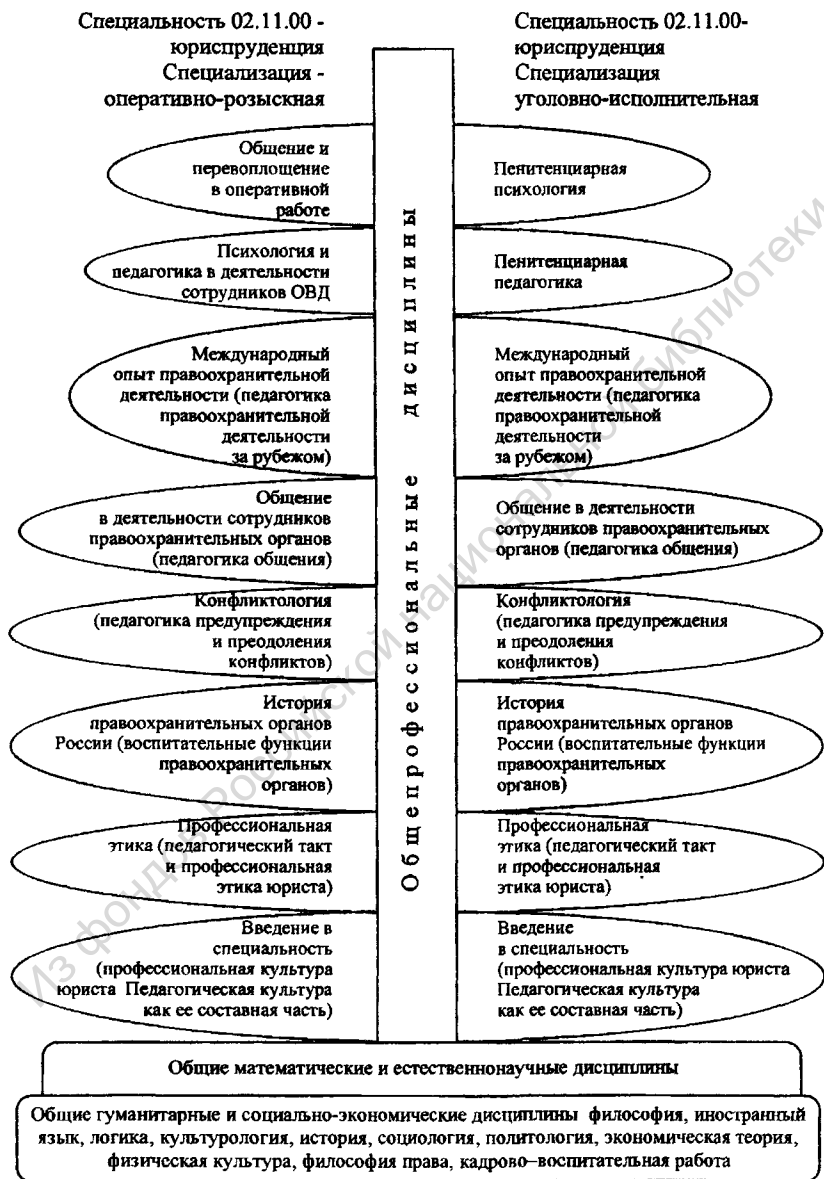 Специальность 02.11.00 -
юриспруденция
Специализация -
оперативно-розыскная
Специальность 02.11.00-
юриспруденция
Специализация
уголовно-исполнительная
Общение и
перевоплощение
в оперативной
работе
Психология и
педагогика в деятельности
сотрудников ОВД
Международный
опыт правоохранительной
деятельности (педагогика
правоохранительной
деятельности
за рубежом)
Общение
в деятельности сотрудников
правоохранительных органов
(педагогика общения)
Конфликтология
(педагогика предупреждения
и преодоления
конфликтов)
История
правоохранительных органов
России (воспитательные функции
правоохранительных
органов)
Профессиональная
этика (педагогический такт
и профессиональная
этика юриста)
Введение в
специальность
(профессиональная культура
юриста Педагогическая культура
как ее составная часть)
Общепрофессиональные дисциплины
Пенитенциарная
психология
Пенитенциарная
педагогика
Международный
опыт правоохранительной
деятельности (педагогика
правоохранительной
деятельности
за рубежом)
Общение в деятельности
сотрудников правоохранительных
органов (педагогика общения)
Конфликтология
(педагогика предупреждения
и преодоления
конфликтов)
История
правоохранительных органов
России (воспитательные функции
правоохранительных
органов)
Профессиональная
этика (педагогический такт
и профессиональная
этика юриста)
Введение
в специальность
(профессиональная культура юриста
Педагогическая культура
как ее составная часть)
Общие математические и естественнонаучные дисциплины
Общие гуманитарные и социально-экономические дисциплины философия, иностранный
язык, логика, культурология, история, социология, политология, экономическая теория,
физическая культура, философия права, кадрово–воспитательная работа
Из фондов Российской национальной библиотеки